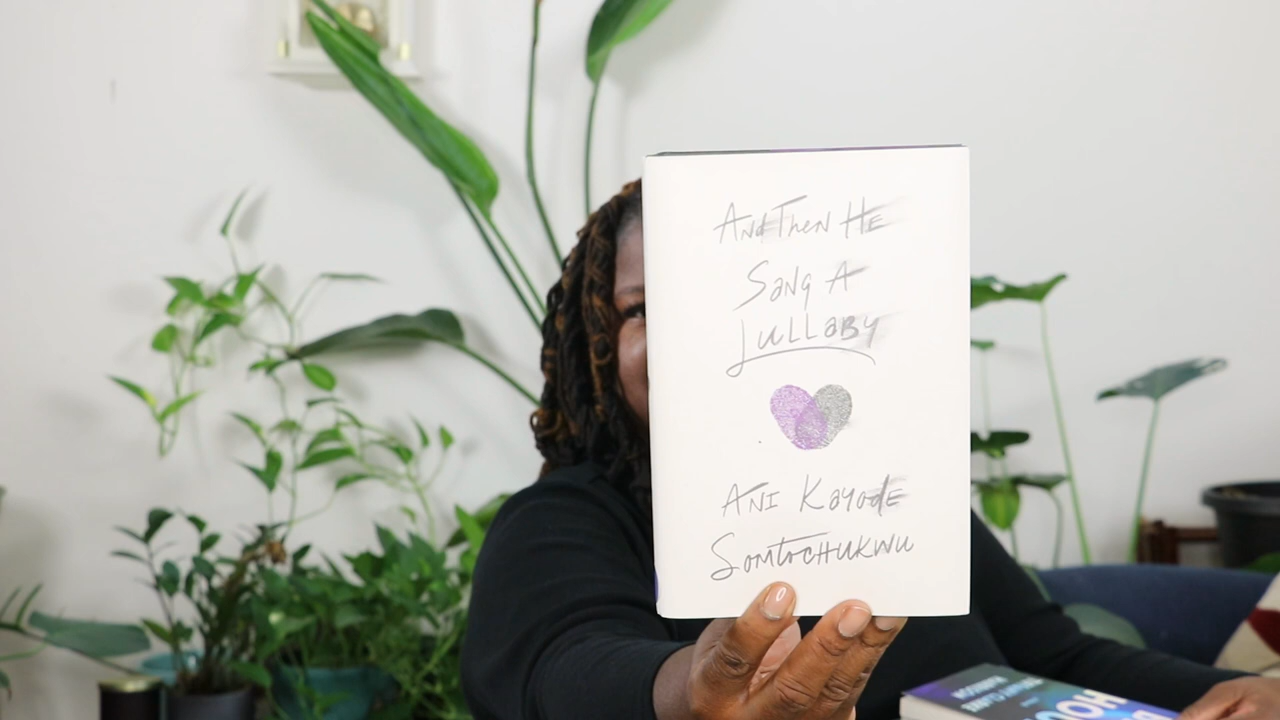 And Then He
Sang A
Lullaby
Ani Kayode
Somtochukwu